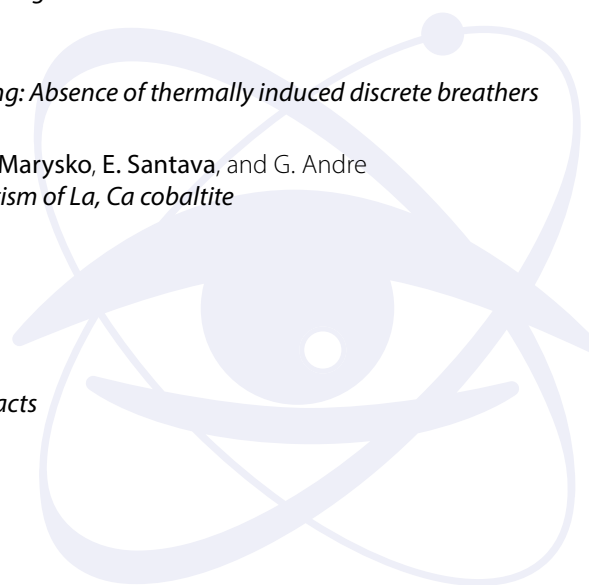 ng: Absence of thermally induced discrete breathers
Marysko, E. Santava, and G. Andre
ism of La, Ca cobaltite
acts